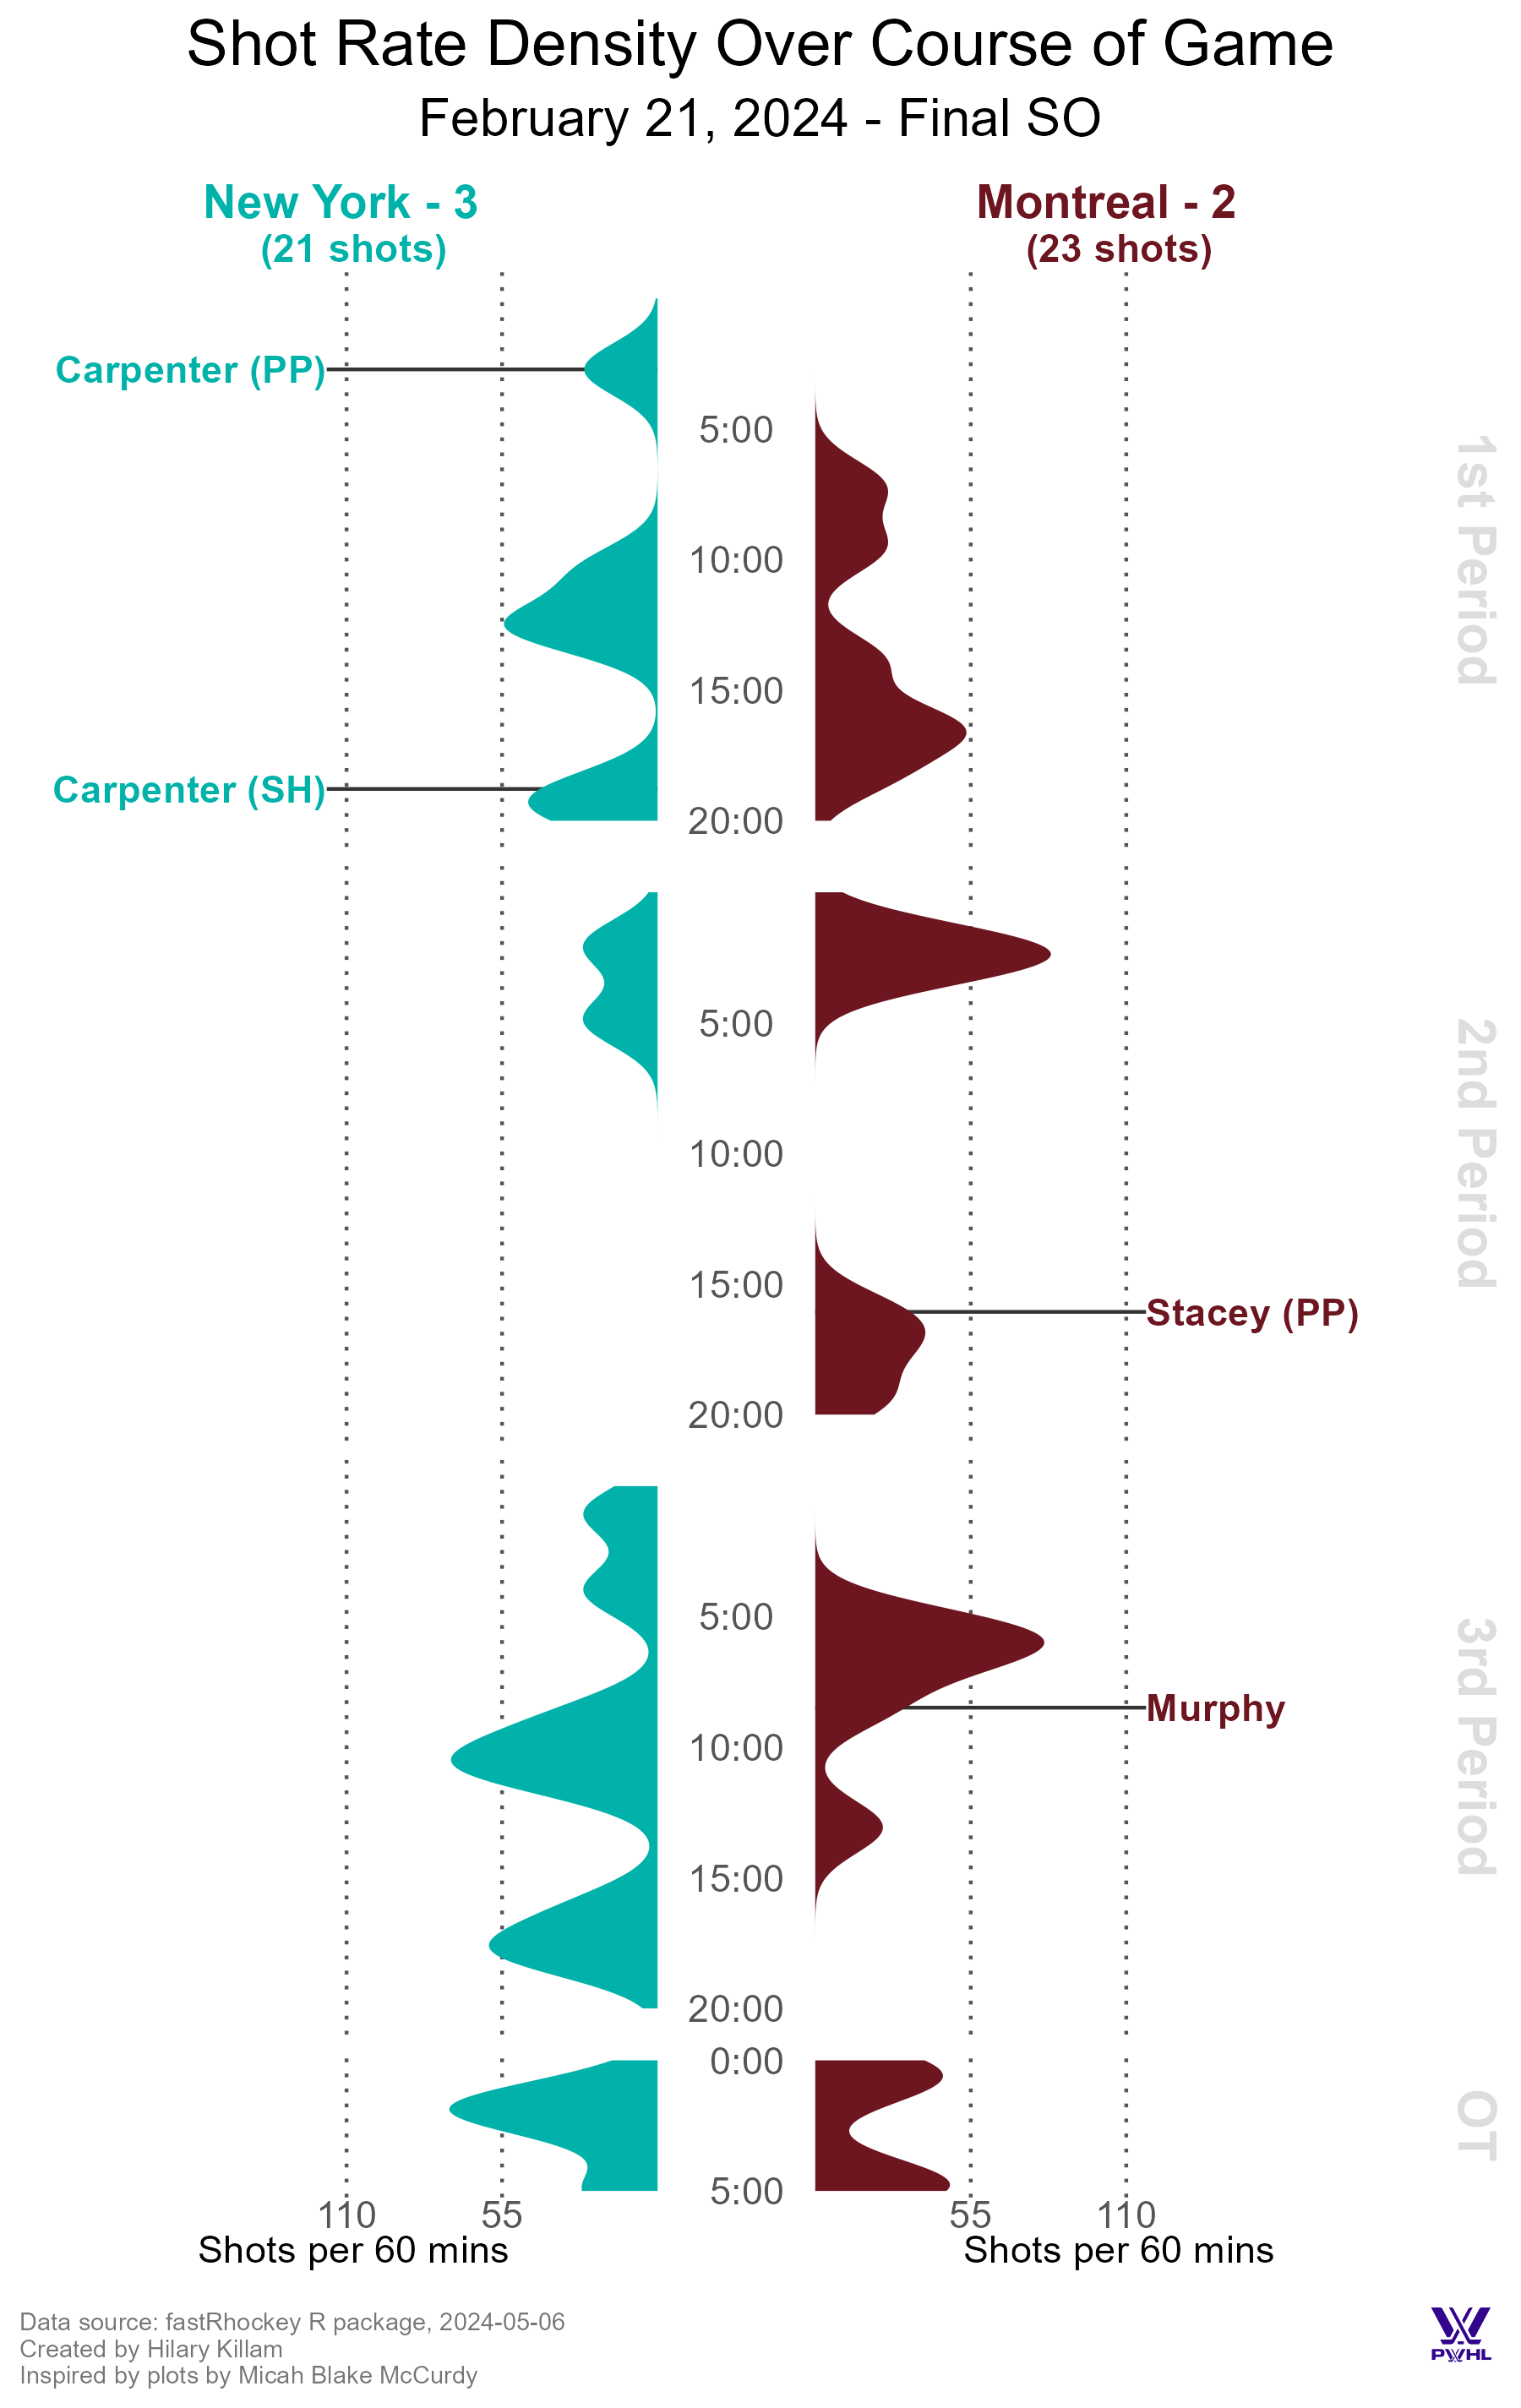 Shot Rate Density Over Course of Game
February 21, 2024 - Final SO
New York - 3
(21 shots)
Montreal - 2
(23 shots)
Carpenter (PP)
5:00
10:00
15:00
Carpenter (SH)
20:00
1st Period
5:00
10:00
15:00
Stacey (PP)
20:00
2nd Period
5:00
Murphy
10:00
15:00
20:00
3rd Period
0:00
5:00
OT
110 55 55 110
Shots per 60 mins Shots per 60 mins
Data source: fastRhockey R package, 2024-05-06
Created by Hilary Killam
Inspired by plots by Micah Blake McCurdy
PWHL